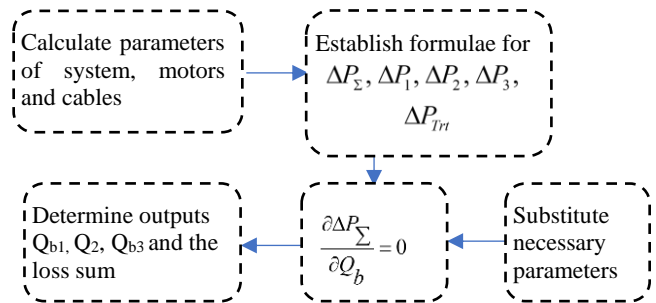 Calculate parameters
of system, motors
and cables
Establish formulae for
ΔP_Σ, ΔP_1, ΔP_2, ΔP_3,
ΔP_Trt
Determine outputs
Q_b1, Q_2, Q_b3 and the
loss sum
∂ΔP_Σ / ∂Q_b = 0
Substitute
necessary
parameters